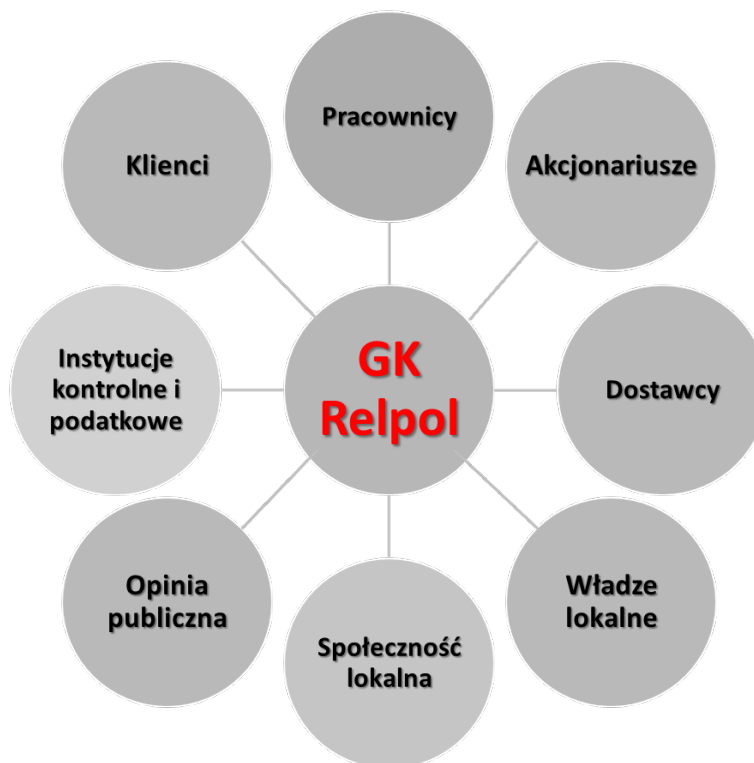 Pracownicy
Klienci
Akcjonariusze
Instytucje
kontrolne i
podatkowe
GK
Relpol
Dostawcy
Opinia
publiczna
Władze
lokalne
Społeczność
lokalna